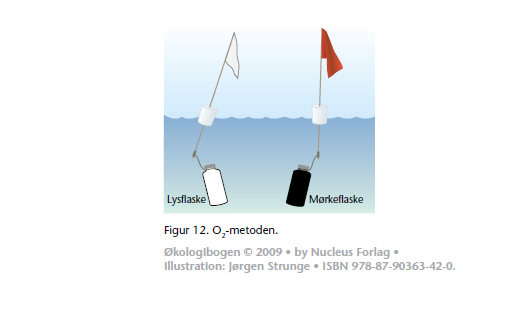 Lysflaske
Mørkeflaske
Figur 12. O₂-metoden.
Økologibogen © 2009 • by Nucleus Forlag •
Illustration: Jørgen Strunge • ISBN 978-87-90363-42-0.